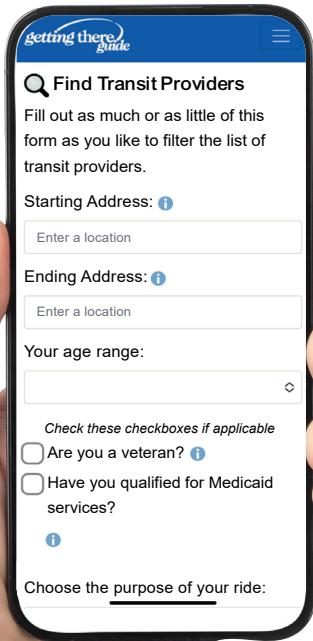 getting there
guide
Find Transit Providers
Fill out as much or as little of this
form as you like to filter the list of
transit providers.
Starting Address:
Enter a location
Ending Address:
Enter a location
Your age range:
Check these checkboxes if applicable
Are you a veteran?
Have you qualified for Medicaid
services?
Choose the purpose of your ride: